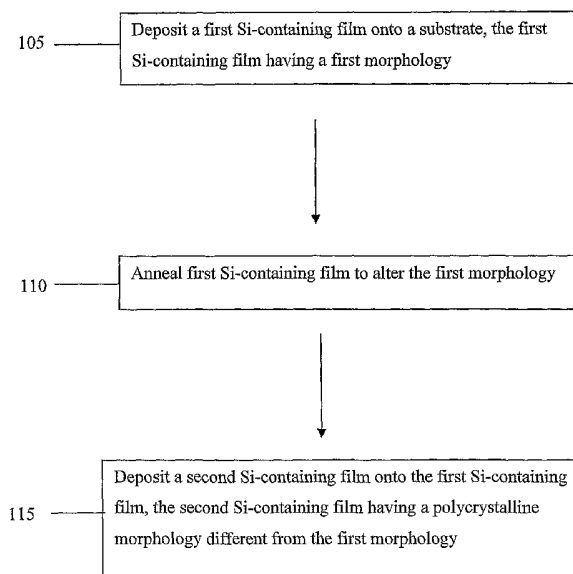 105
Deposit a first Si-containing film onto a substrate, the first
Si-containing film having a first morphology
110
Anneal first Si-containing film to alter the first morphology
115
Deposit a second Si-containing film onto the first Si-containing
film, the second Si-containing film having a polycrystalline
morphology different from the first morphology